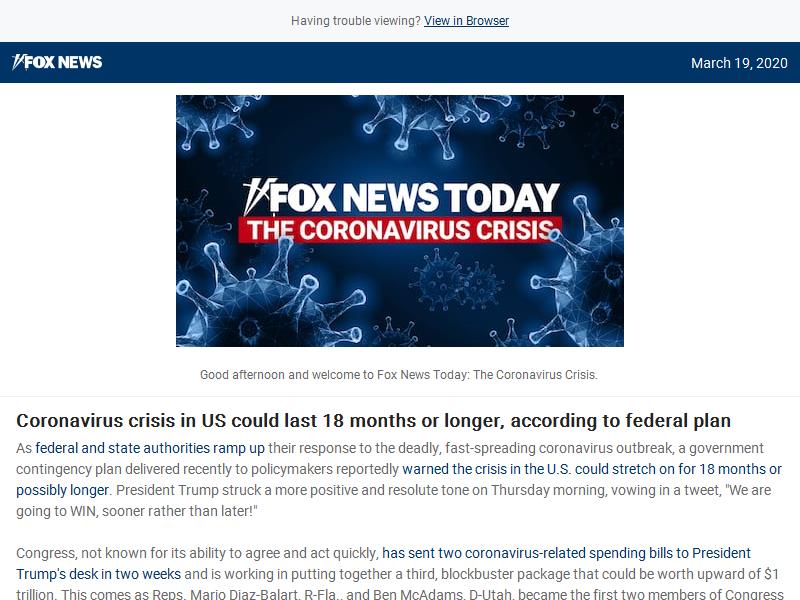 Having trouble viewing? View in Browser
FOX NEWS
March 19, 2020
FOX NEWS TODAY
THE CORONAVIRUS CRISIS
Good afternoon and welcome to Fox News Today: The Coronavirus Crisis.
Coronavirus crisis in US could last 18 months or longer, according to federal plan
As federal and state authorities ramp up their response to the deadly, fast-spreading coronavirus outbreak, a government
contingency plan delivered recently to policymakers reportedly warned the crisis in the U.S. could stretch on for 18 months or
possibly longer. President Trump struck a more positive and resolute tone on Thursday morning, vowing in a tweet, "We are
going to WIN, sooner rather than later!"
Congress, not known for its ability to agree and act quickly, has sent two coronavirus-related spending bills to President
Trump's desk in two weeks and is working in putting together a third, blockbuster package that could be worth upward of $1
trillion. This comes as Reps. Mario Diaz-Balart, R-Fla., and Ben McAdams, D-Utah, became the first two members of Congress